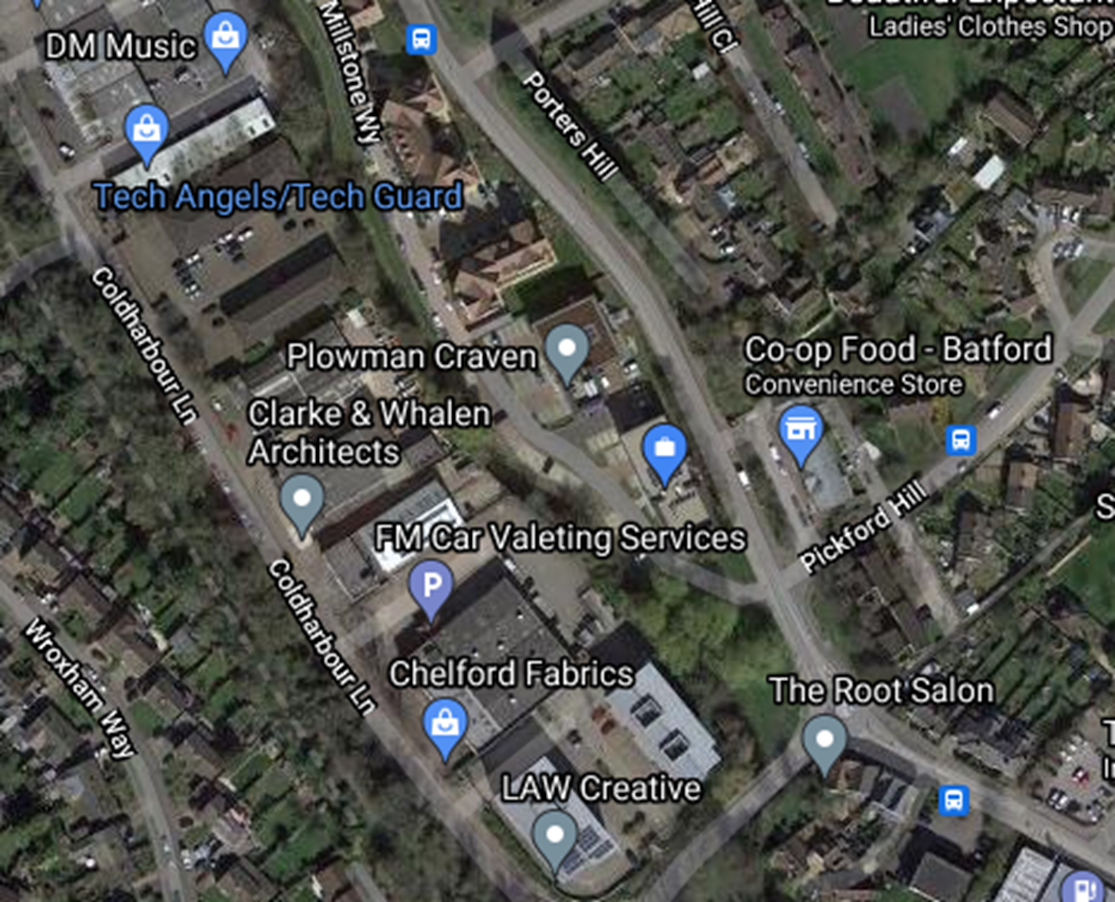 Ladies' Clothes Shop
DM Music
Millstone Wy
Hill Cl
Porters Hill
Tech Angels/Tech Guard
Coldharbour Ln
Plowman Craven
Co-op Food - Batford
Convenience Store
Clarke & Whalen
Architects
Pickford Hill
FM Car Valeting Services
P
Coldharbour Ln
Wroxham Way
Chelford Fabrics
The Root Salon
LAW Creative